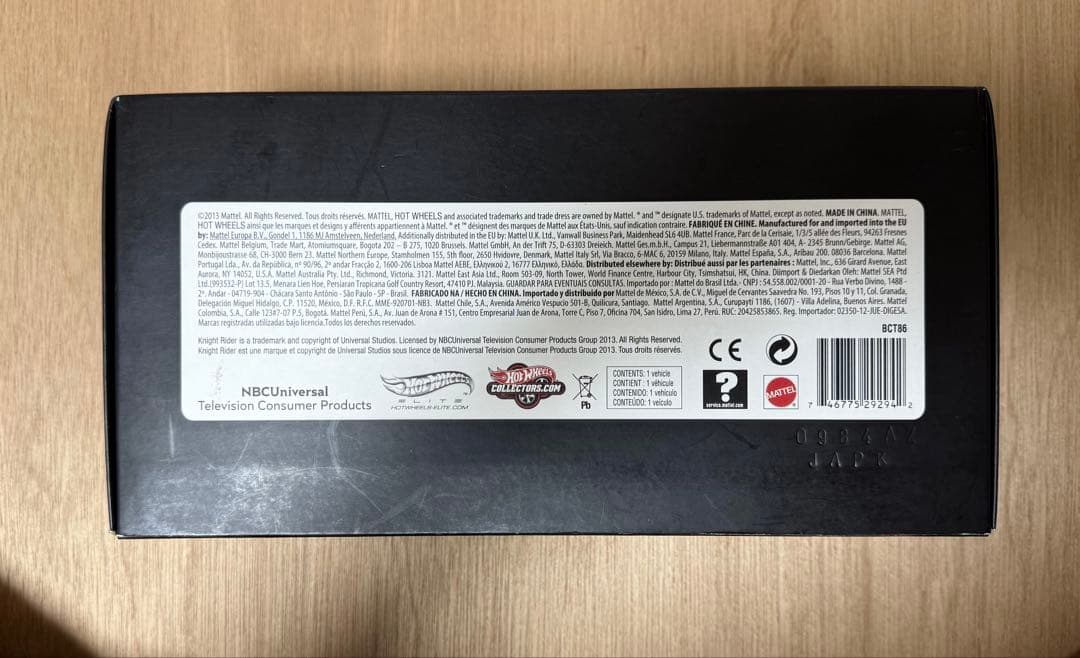 ©2013 Mattel. All Rights Reserved. Tous droits réservés. MATTEL, HOT WHEELS and associated trademarks and trade dress are owned by Mattel. ® and ™ designate U.S. trademarks of Mattel, except as noted. MADE IN CHINA. MATTEL,
HOT WHEELS ainsi que les marques et designs y afférents appartiennent à Mattel. ® et ™ désignent des marques de Mattel aux États-Unis, sauf indication contraire. FABRIQUÉ EN CHINE. Manufactured for and imported into the EU
by: Mattel Europa B.V., Gondel 1, 1186 MJ Amstelveen, Nederland. Additionally distributed in the EU by: Mattel U.K. Ltd., Vanwall Business Park, Maidenhead SL6 4UB. Mattel France, Parc de la Cerisaie, 1/3/5 allée des Fleurs, 94263 Fresnes
Cedex. Mattel Belgium, Trade Mart, Atomiumsquare, Bogota 202 – B 275, 1020 Brussels. Mattel GmbH, An der Trift 75, D-63303 Dreieich. Mattel Ges.m.b.H., Campus 21, Liebermannstraße A01 404, A- 2345 Brunn/Gebirge. Mattel AG,
Monbijoustrasse 68, CH-3000 Bern 23. Mattel Northern Europe, Stamholmen 155, 5th floor, 2650 Hvidovre, Denmark. Mattel Italy Srl, Via Bracco, 6-MAC 6, 20159 Milano, Italy. Mattel España, S.A., Aribau 200. 08036 Barcelona. Mattel
Portugal Lda., Av. da República, nº 90/96, 2º andar Fracção 2, 1600-206 Lisboa Mattel AEBE, Ελληνικού 2, 16777 Ελληνικό, Ελλάδα. Distributed elsewhere by: Distribué aussi par les partenaires : Mattel, Inc., 636 Girard Avenue, East
Aurora, NY 14052, U.S.A. Mattel Australia Pty. Ltd., Richmond, Victoria. 3121. Mattel East Asia Ltd., Room 503-09, North Tower, World Finance Centre, Harbour City, Tsimshatsui, HK, China. Diimport & Diedarkan Oleh: Mattel SEA Ptd
Ltd.(993532-P) Lot 13.5, Menara Lien Hoe, Persiaran Tropicana Golf Country Resort, 47410 PJ. Malaysia. GUARDAR PARA EVENTUAIS CONSULTAS. Importado por : Mattel do Brasil Ltda.- CNPJ : 54.558.002/0001-20 - Rua Verbo Divino, 1488 -
2º. Andar - 04719-904 - Chácara Santo Antônio - São Paulo - SP - Brasil. FABRICADO NA / HECHO EN CHINA. Importado y distribuido por Mattel de México, S.A. de C.V., Miguel de Cervantes Saavedra No. 193, Pisos 10 y 11, Col. Granada,
Delegación Miguel Hidalgo, C.P. 11520, México, D.F. R.F.C. MME-920701-NB3. Mattel Chile, S.A., Avenida Américo Vespucio 501-B, Quilicura, Santiago. Mattel Argentina, S.A., Curupaytí 1186, (1607) - Villa Adelina, Buenos Aires. Mattel
Colombia, S.A., Calle 123#7-07 P.5, Bogotá. Mattel Perú, S.A., Av. Juan de Arona # 151, Centro Empresarial Juan de Arona, Torre C, Piso 7, Oficina 704, San Isidro, Lima 27, Perú. RUC: 20425853865. Reg. Importador: 02350-12-JUE-DIGESA.
Marcas registradas utilizadas bajo licencia.Todos los derechos reservados.
BCT86
Knight Rider is a trademark and copyright of Universal Studios. Licensed by NBCUniversal Television Consumer Products Group 2013. All Rights Reserved.
Knight Rider est une marque et copyright de Universal Studios sous licence de NBCUniversal Television Consumer Products Group 2013. Tous droits réservés.
CE
NBCUniversal
Television Consumer Products
HOT WHEELS
ELITE
HOTWHEELS-ELITE.COM
Hot Wheels
COLLECTORS.COM
Pb
CONTENTS: 1 vehicle
CONTENT : 1 véhicule
CONTENIDO: 1 vehículo
CONTEÚDO: 1 veículo
?
service.mattel.com
MATTEL
7 46775 29294 2
0984AZ
JAPK